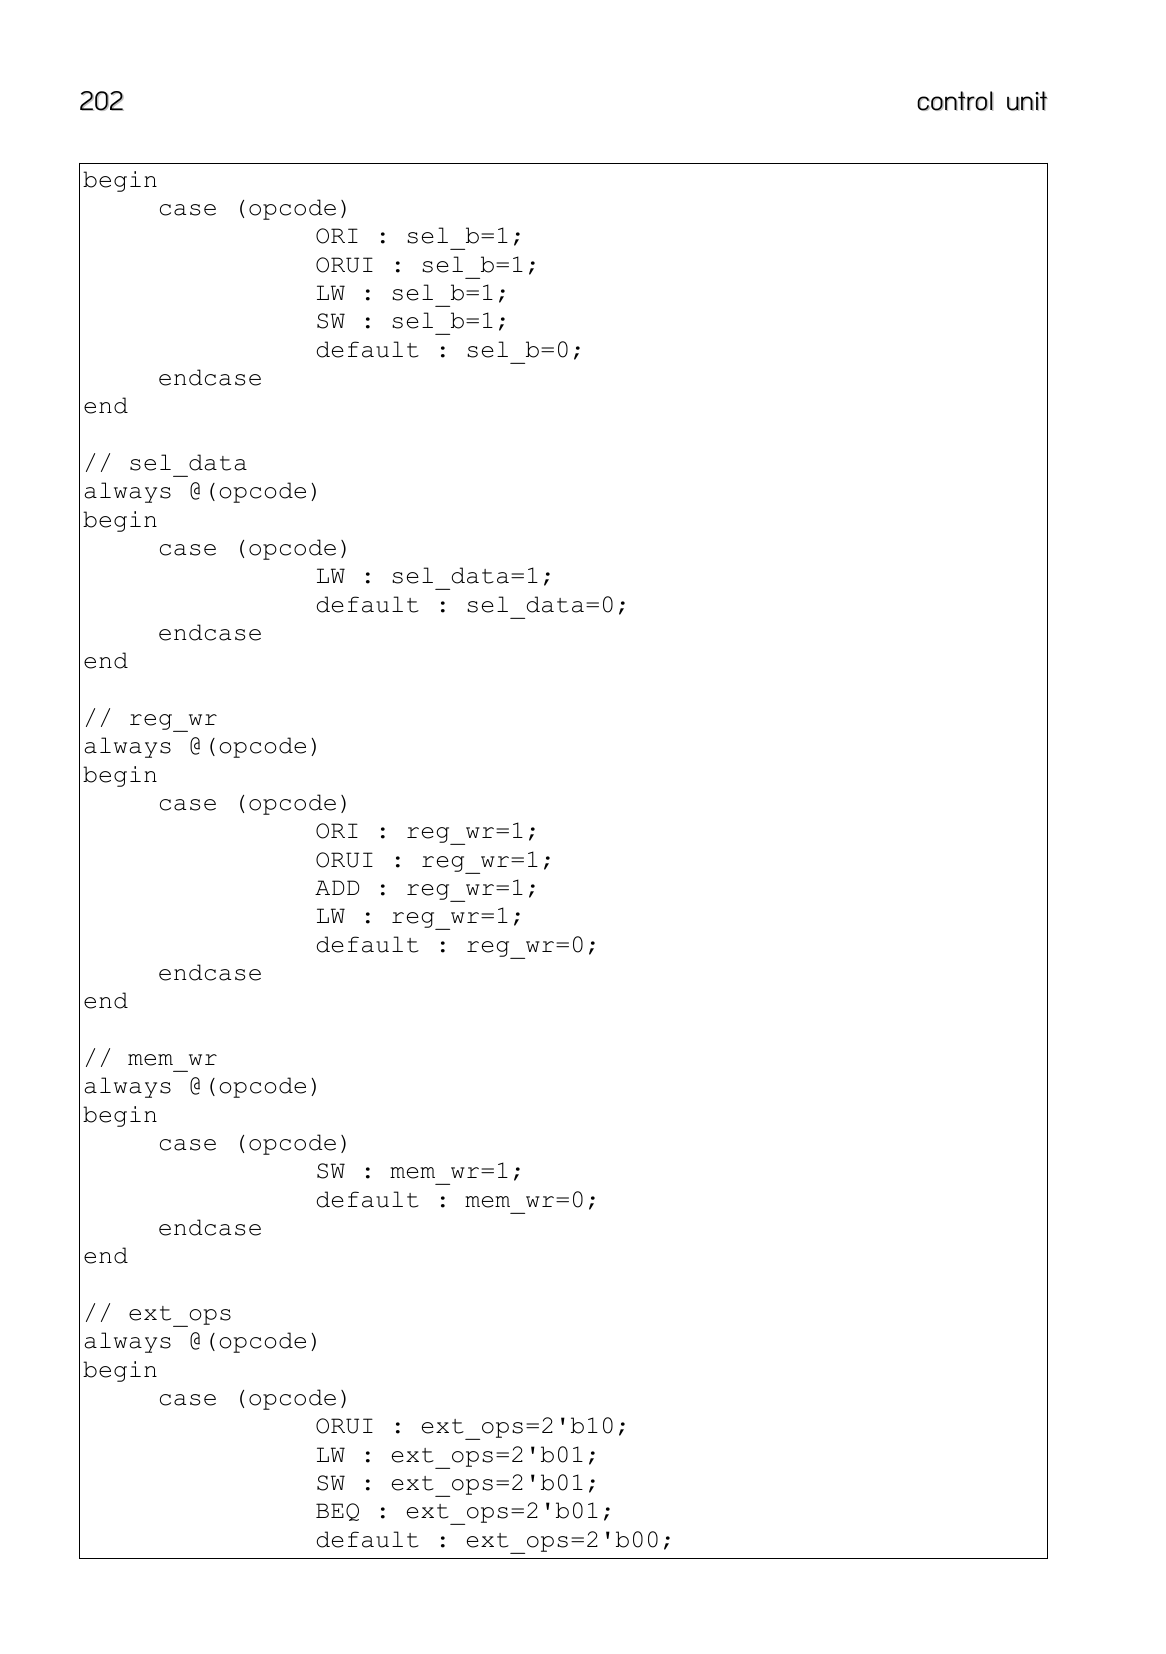 202
control unit
begin
case (opcode)
ORI : sel_b=1;
ORUI : sel_b=1;
LW : sel_b=1;
SW : sel_b=1;
default : sel_b=0;
endcase
end
// sel_data
always @(opcode)
begin
case (opcode)
LW : sel_data=1;
default : sel_data=0;
endcase
end
// reg_wr
always @(opcode)
begin
case (opcode)
ORI : reg_wr=1;
ORUI : reg_wr=1;
ADD : reg_wr=1;
LW : reg_wr=1;
default : reg_wr=0;
endcase
end
// mem_wr
always @(opcode)
begin
case (opcode)
SW : mem_wr=1;
default : mem_wr=0;
endcase
end
// ext_ops
always @(opcode)
begin
case (opcode)
ORUI : ext_ops=2'b10;
LW : ext_ops=2'b01;
SW : ext_ops=2'b01;
BEQ : ext_ops=2'b01;
default : ext_ops=2'b00;